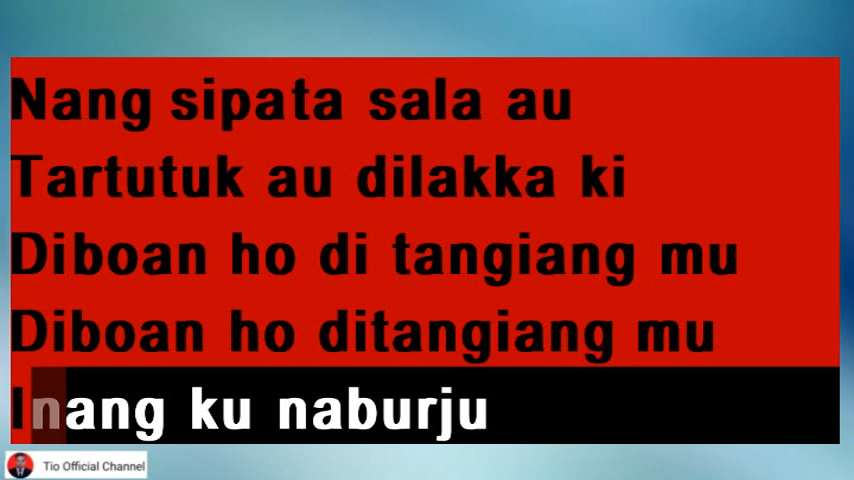 Nang sipata sala au
Tartutuk au dilakka ki
Diboan ho di tangiang mu
Diboan ho ditangiang mu
Inang ku naburju
Tio Official Channel